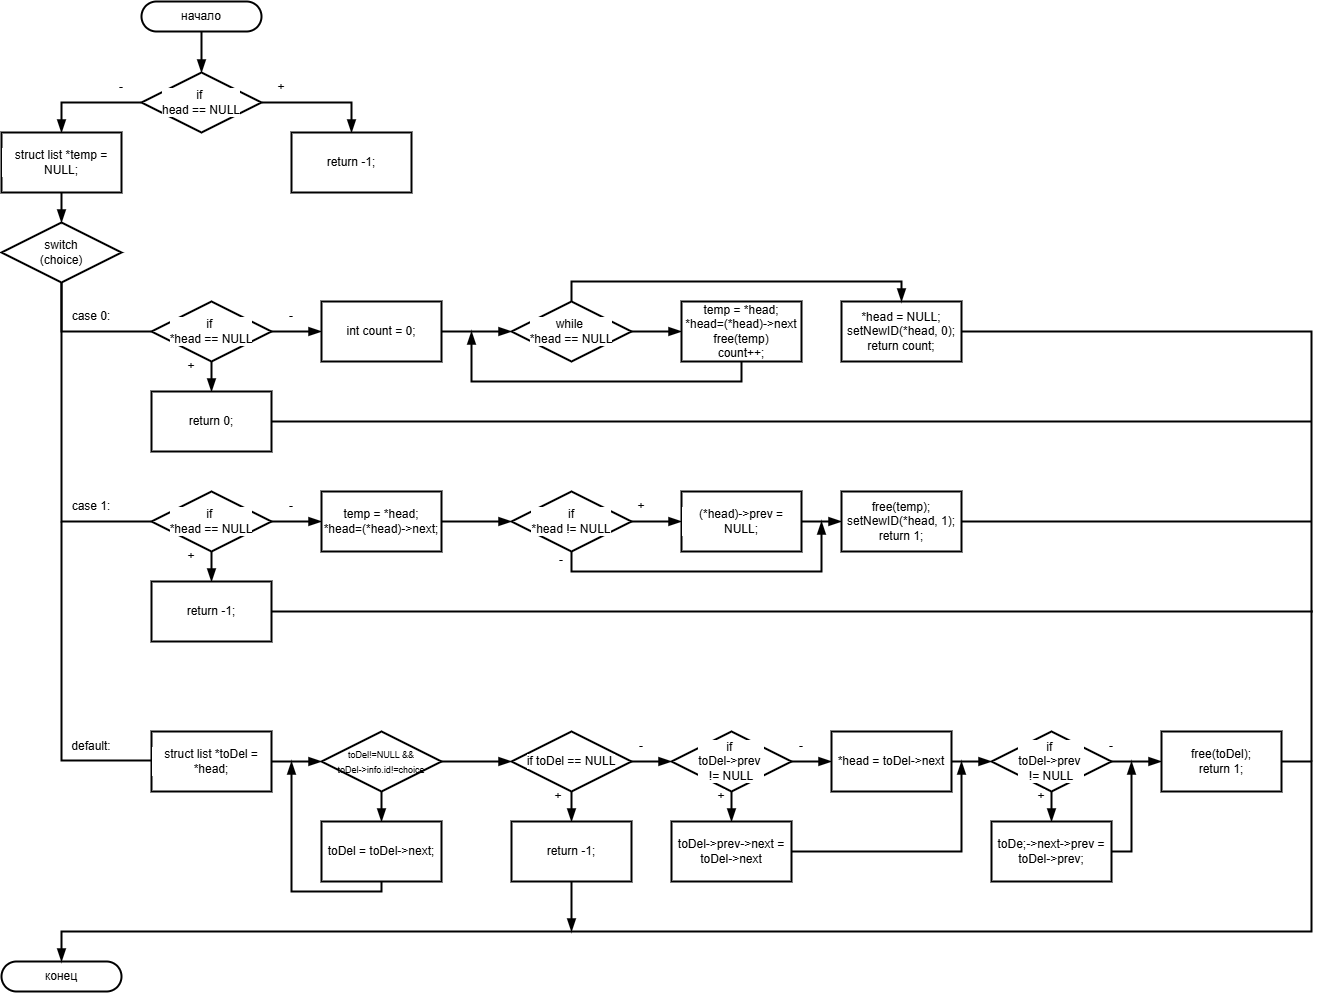 начало
if
head == NULL
-
+
struct list *temp =
NULL;
return -1;
switch
(choice)
case 0:
if
*head == NULL
-
+
int count = 0;
while
*head == NULL
temp = *head;
*head=(*head)->next
free(temp)
count++;
*head = NULL;
setNewID(*head, 0);
return count;
return 0;
case 1:
if
*head == NULL
-
+
temp = *head;
*head=(*head)->next;
if
*head != NULL
+
-
(*head)->prev =
NULL;
free(temp);
setNewID(*head, 1);
return 1;
return -1;
default:
struct list *toDel =
*head;
toDel!=NULL &&
toDel->info.id!=choice
toDel = toDel->next;
if toDel == NULL
-
+
return -1;
if
toDel->prev
!= NULL
-
+
*head = toDel->next
toDel->prev->next =
toDel->next
if
toDel->prev
!= NULL
-
+
toDe;->next->prev =
toDel->prev;
free(toDel);
return 1;
конец